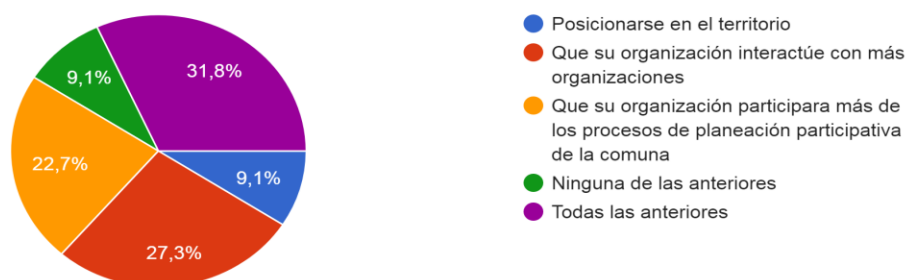 31,8%
9,1%
22,7%
27,3%
9,1%
Posicionarse en el territorio
Que su organización interactúe con más
organizaciones
Que su organización participara más de
los procesos de planeación participativa
de la comuna
Ninguna de las anteriores
Todas las anteriores